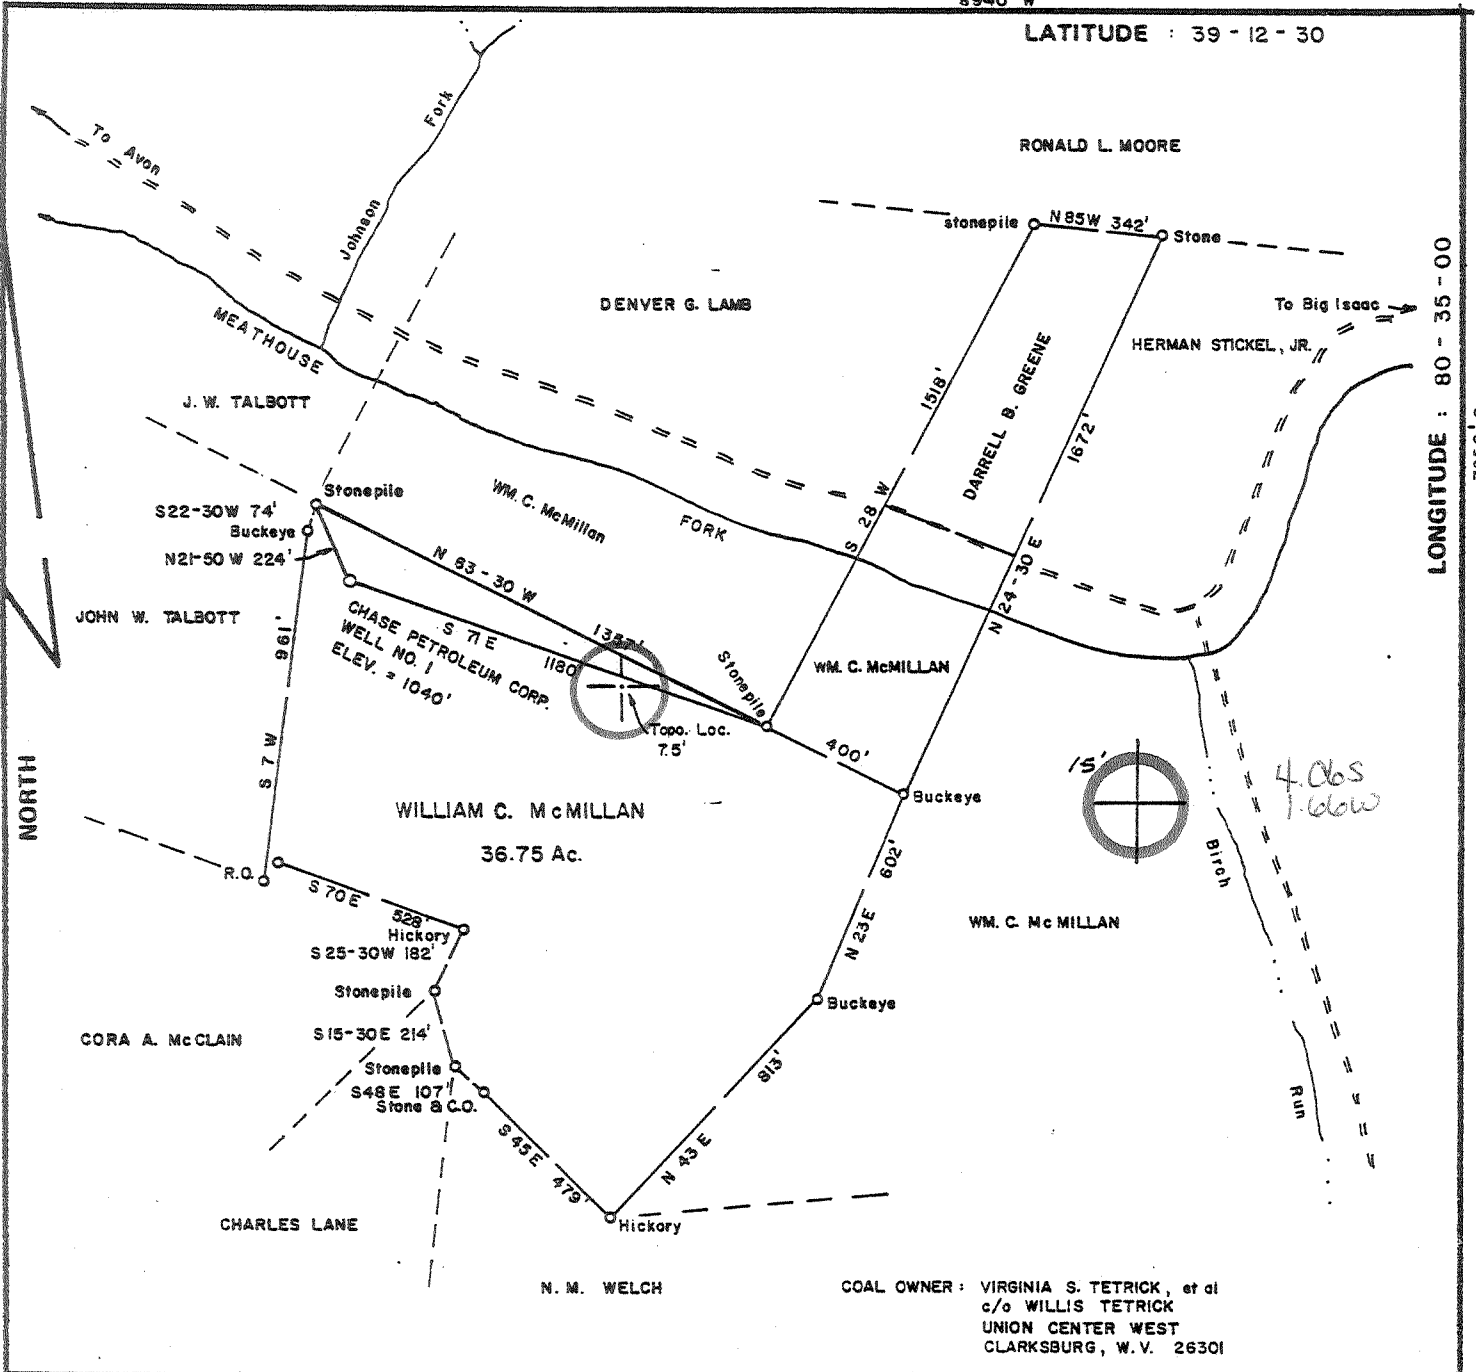 LATITUDE : 39 - 12 - 30
RONALD L. MOORE
To Avon
Fork
Johnson
stonepile
N 85W 342'
Stone
DENVER G. LAMB
To Big Isaac
HERMAN STICKEL, JR.
LONGITUDE : 80 - 35 - 00
MEATHOUSE
J. W. TALBOTT
1518'
DARRELL B. GREENE
1672'
Stonepile
WM. C. McMillan
S 28 W
FORK
S22-30W 74'
Buckeye
N21-50 W 224'
N 63-30 W
N 24-30 E
JOHN W. TALBOTT
961'
S 71 E
1180
CHASE PETROLEUM CORP.
WELL NO. 1
ELEV. = 1040'
Stonepile
WM. C. McMILLAN
Topo. Loc.
7.5'
400'
S 7 W
NORTH
15'
4.06S
1.66W
Buckeye
WILLIAM C. McMILLAN
36.75 Ac.
602'
Birch
R.O.
S 70 E
528'
Hickory
N 23E
WM. C. McMILLAN
S 25-30W 182'
Stonepile
Buckeye
CORA A. McCLAIN
S15-30E 214'
Stonepile
813'
S48E 107'
Stone & C.O.
Run
S 45E 479'
N 43 E
CHARLES LANE
Hickory
N. M. WELCH
COAL OWNER : VIRGINIA S. TETRICK, et al
c/o WILLIS TETRICK
UNION CENTER WEST
CLARKSBURG, W.V. 26301